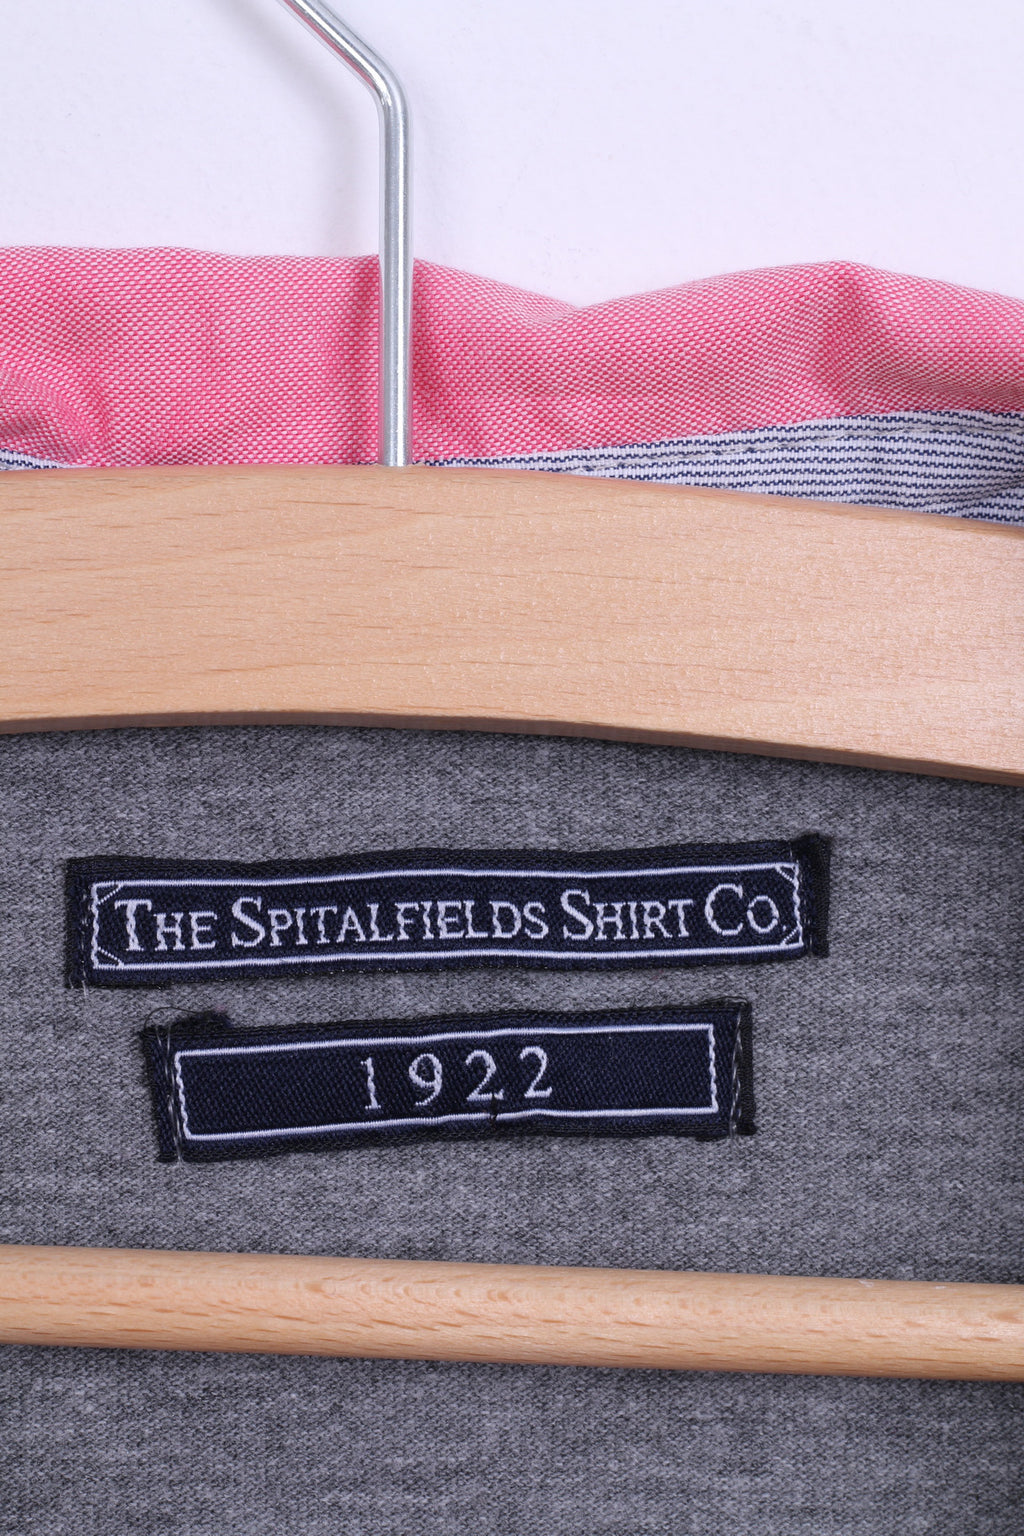 THE SPITALFIELDS SHIRT CO.
1922